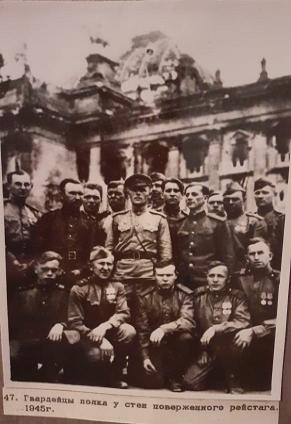 47. Гвардейцы полка у стен поверженного рейстага.
1945г.